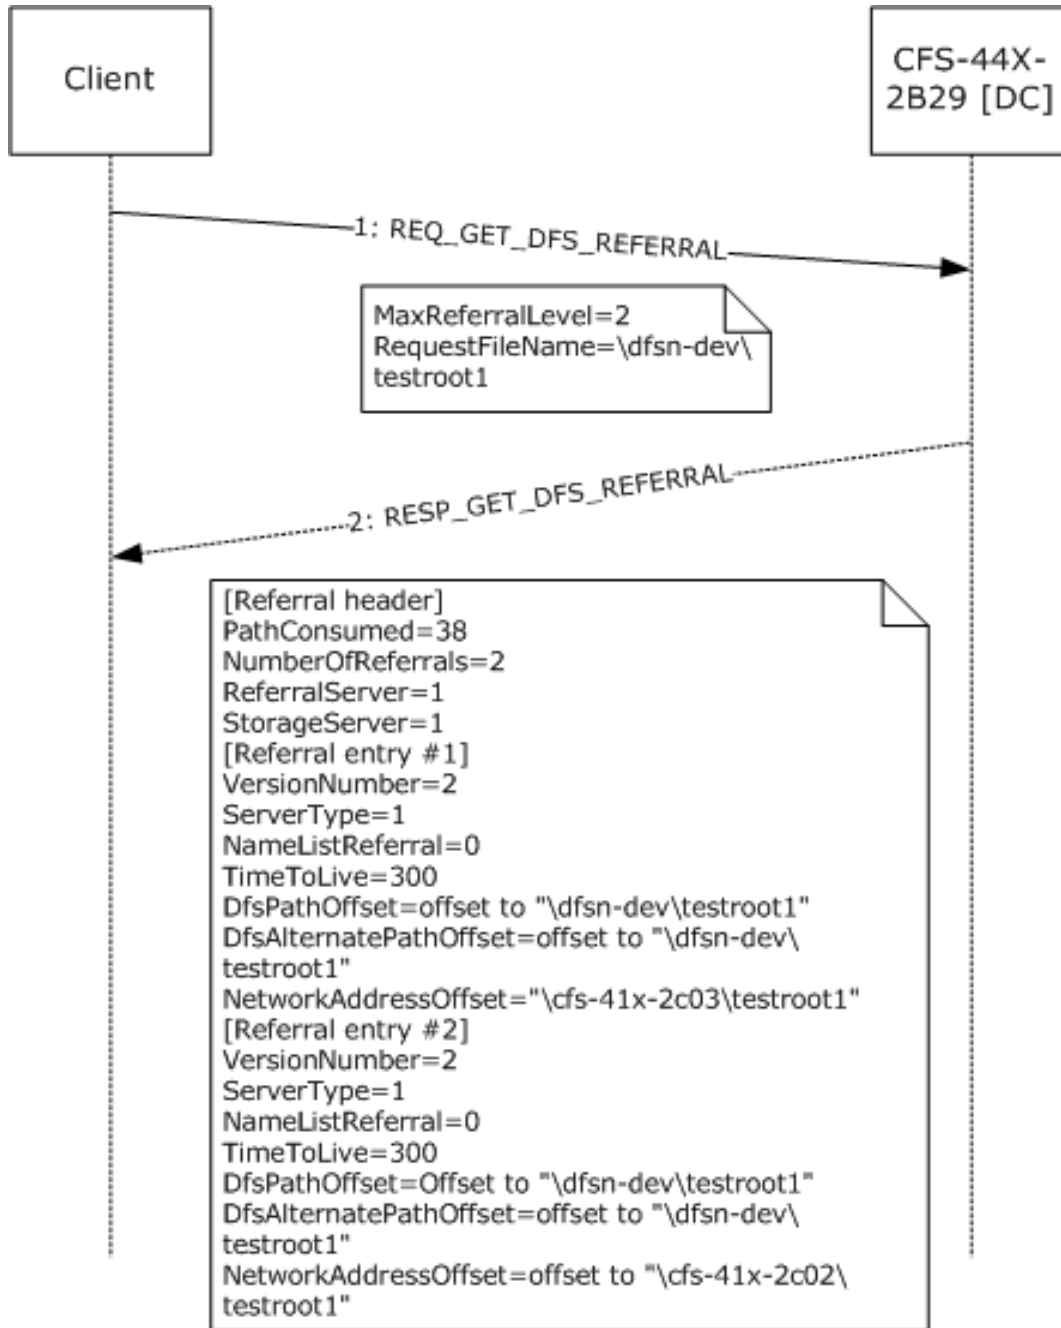 Client
CFS-44X-
2B29 [DC]
1: REQ_GET_DFS_REFERRAL
MaxReferralLevel=2
RequestFileName=\dfsn-dev\
testroot1
2: RESP_GET_DFS_REFERRAL
[Referral header]
PathConsumed=38
NumberOfReferrals=2
ReferralServer=1
StorageServer=1
[Referral entry #1]
VersionNumber=2
ServerType=1
NameListReferral=0
TimeToLive=300
DfsPathOffset=offset to "\dfsn-dev\testroot1"
DfsAlternatePathOffset=offset to "\dfsn-dev\
testroot1"
NetworkAddressOffset="\cfs-41x-2c03\testroot1"
[Referral entry #2]
VersionNumber=2
ServerType=1
NameListReferral=0
TimeToLive=300
DfsPathOffset=Offset to "\dfsn-dev\testroot1"
DfsAlternatePathOffset=offset to "\dfsn-dev\
testroot1"
NetworkAddressOffset=offset to "\cfs-41x-2c02\
testroot1"